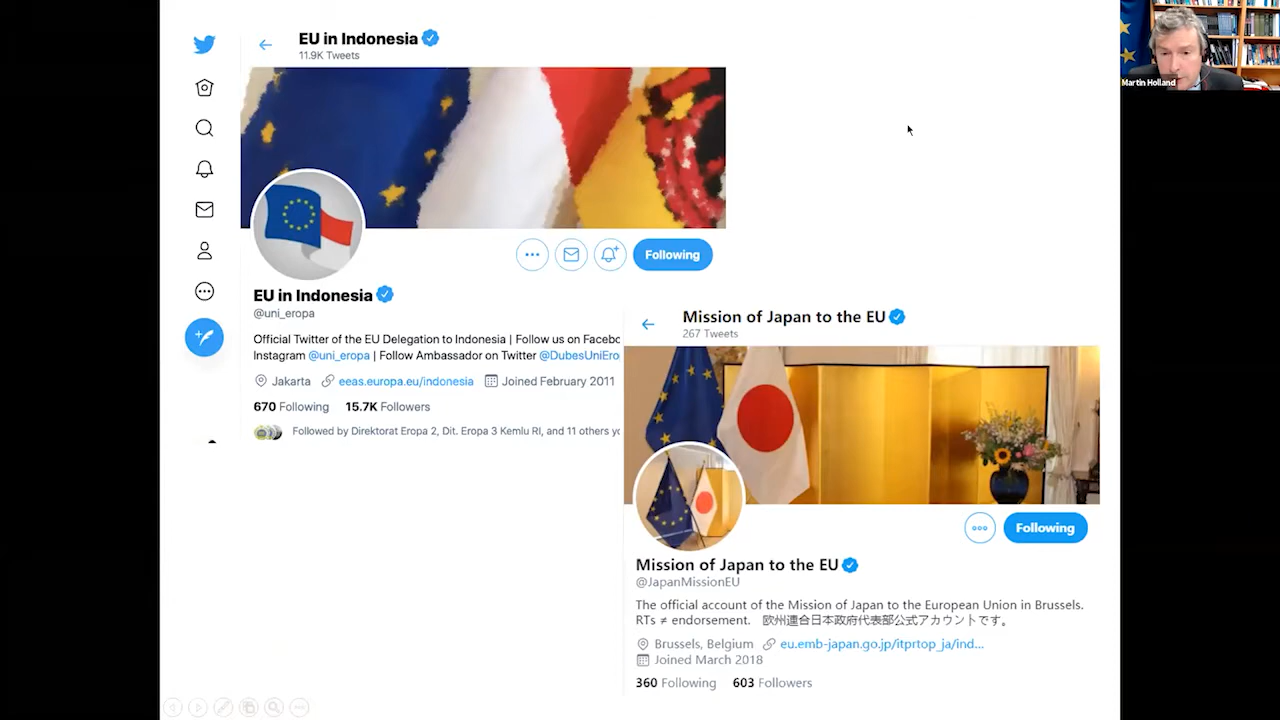 EU in Indonesia
11.9K Tweets
Following
EU in Indonesia
@uni_eropa
Official Twitter of the EU Delegation to Indonesia | Follow us on Facebo
Instagram @uni_eropa | Follow Ambassador on Twitter @DubesUniEro
Jakarta eeas.europa.eu/indonesia Joined February 2011
670 Following 15.7K Followers
Followed by Direktorat Eropa 2, Dit. Eropa 3 Kemlu RI, and 11 others yo
Mission of Japan to the EU
267 Tweets
Following
Mission of Japan to the EU
@JapanMissionEU
The official account of the Mission of Japan to the European Union in Brussels.
RTs ≠ endorsement. 欧州連合日本政府代表部公式アカウントです。
Brussels, Belgium eu.emb-japan.go.jp/itprtop_ja/ind...
Joined March 2018
360 Following 603 Followers
Martin Holland